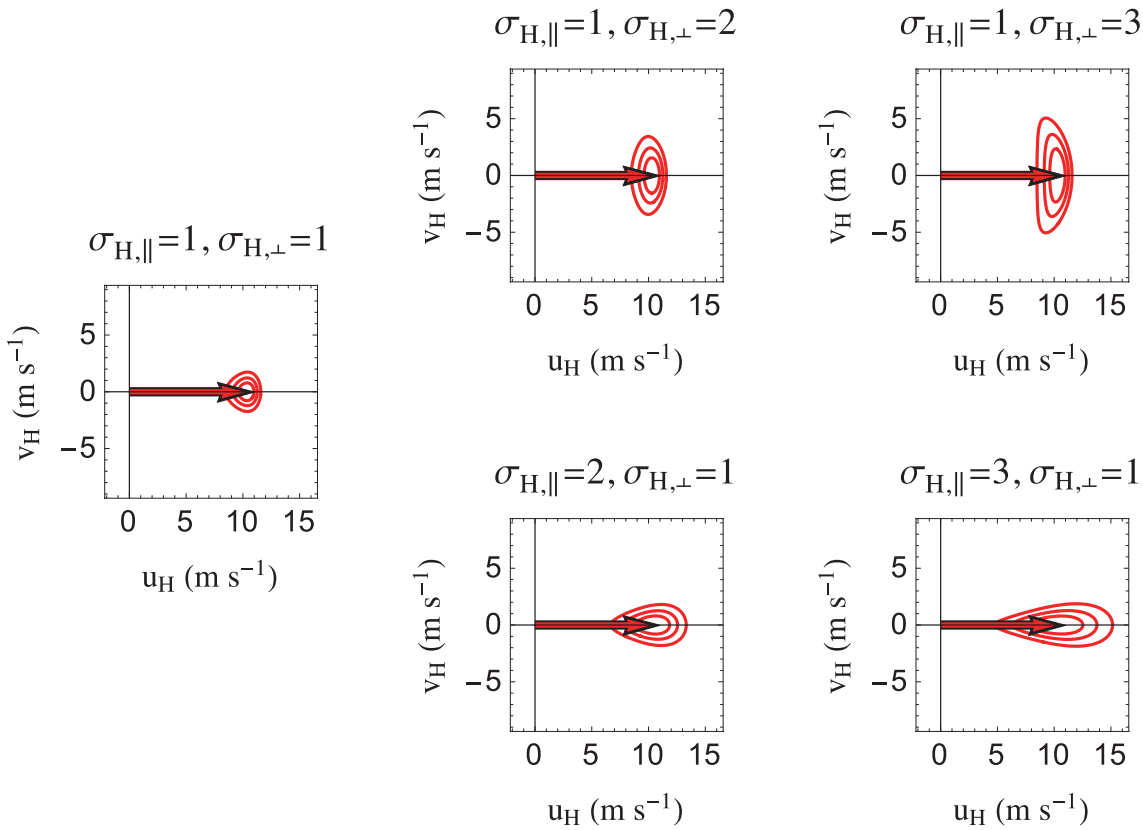 σH,∥=1, σH,⊥=2
5
0
−5
vH (m s−1)
0 5 10 15
uH (m s−1)
σH,∥=1, σH,⊥=3
5
0
−5
vH (m s−1)
0 5 10 15
uH (m s−1)
σH,∥=1, σH,⊥=1
5
0
−5
vH (m s−1)
0 5 10 15
uH (m s−1)
σH,∥=2, σH,⊥=1
5
0
−5
vH (m s−1)
0 5 10 15
uH (m s−1)
σH,∥=3, σH,⊥=1
5
0
−5
vH (m s−1)
0 5 10 15
uH (m s−1)